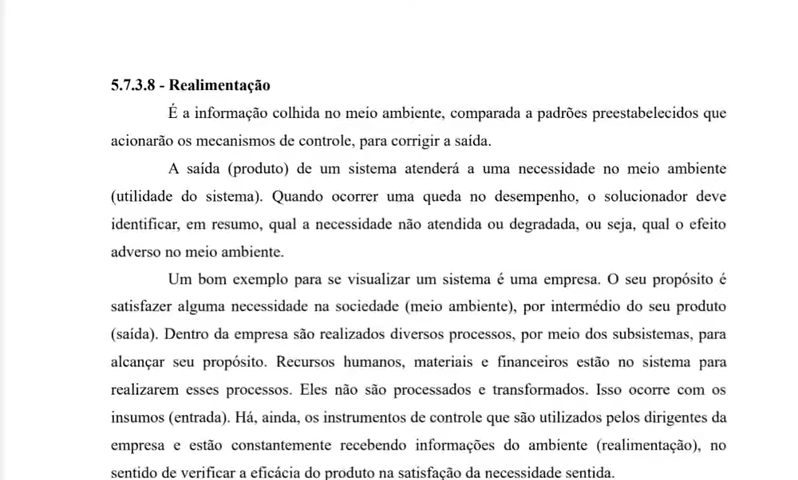 5.7.3.8 - Realimentação
É a informação colhida no meio ambiente, comparada a padrões preestabelecidos que
acionarão os mecanismos de controle, para corrigir a saída.
A saída (produto) de um sistema atenderá a uma necessidade no meio ambiente
(utilidade do sistema). Quando ocorrer uma queda no desempenho, o solucionador deve
identificar, em resumo, qual a necessidade não atendida ou degradada, ou seja, qual o efeito
adverso no meio ambiente.
Um bom exemplo para se visualizar um sistema é uma empresa. O seu propósito é
satisfazer alguma necessidade na sociedade (meio ambiente), por intermédio do seu produto
(saída). Dentro da empresa são realizados diversos processos, por meio dos subsistemas, para
alcançar seu propósito. Recursos humanos, materiais e financeiros estão no sistema para
realizarem esses processos. Eles não são processados e transformados. Isso ocorre com os
insumos (entrada). Há, ainda, os instrumentos de controle que são utilizados pelos dirigentes da
empresa e estão constantemente recebendo informações do ambiente (realimentação), no
sentido de verificar a eficácia do produto na satisfação da necessidade sentida.